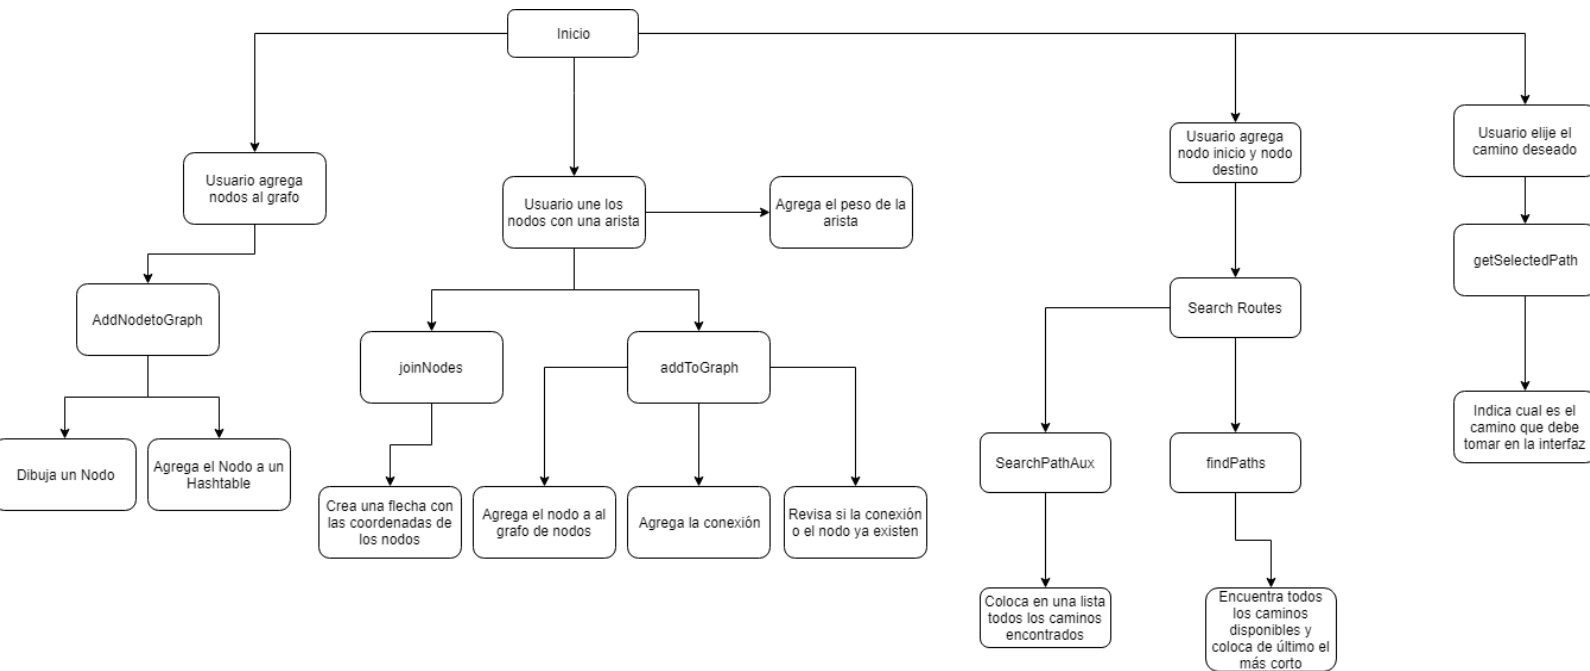 Inicio
Usuario agrega
nodos al grafo
Usuario une los
nodos con una arista
Agrega el peso de la
arista
Usuario agrega
nodo inicio y nodo
destino
Usuario elije el
camino deseado
AddNodetoGraph
joinNodes
addToGraph
Search Routes
getSelectedPath
Dibuja un Nodo
Agrega el Nodo a un
Hashtable
Crea una flecha con
las coordenadas de
los nodos
Agrega el nodo a al
grafo de nodos
Agrega la conexión
Revisa si la conexión
o el nodo ya existen
SearchPathAux
findPaths
Indica cual es el
camino que debe
tomar en la interfaz
Coloca en una lista
todos los caminos
encontrados
Encuentra todos
los caminos
disponibles y
coloca de último el
más corto